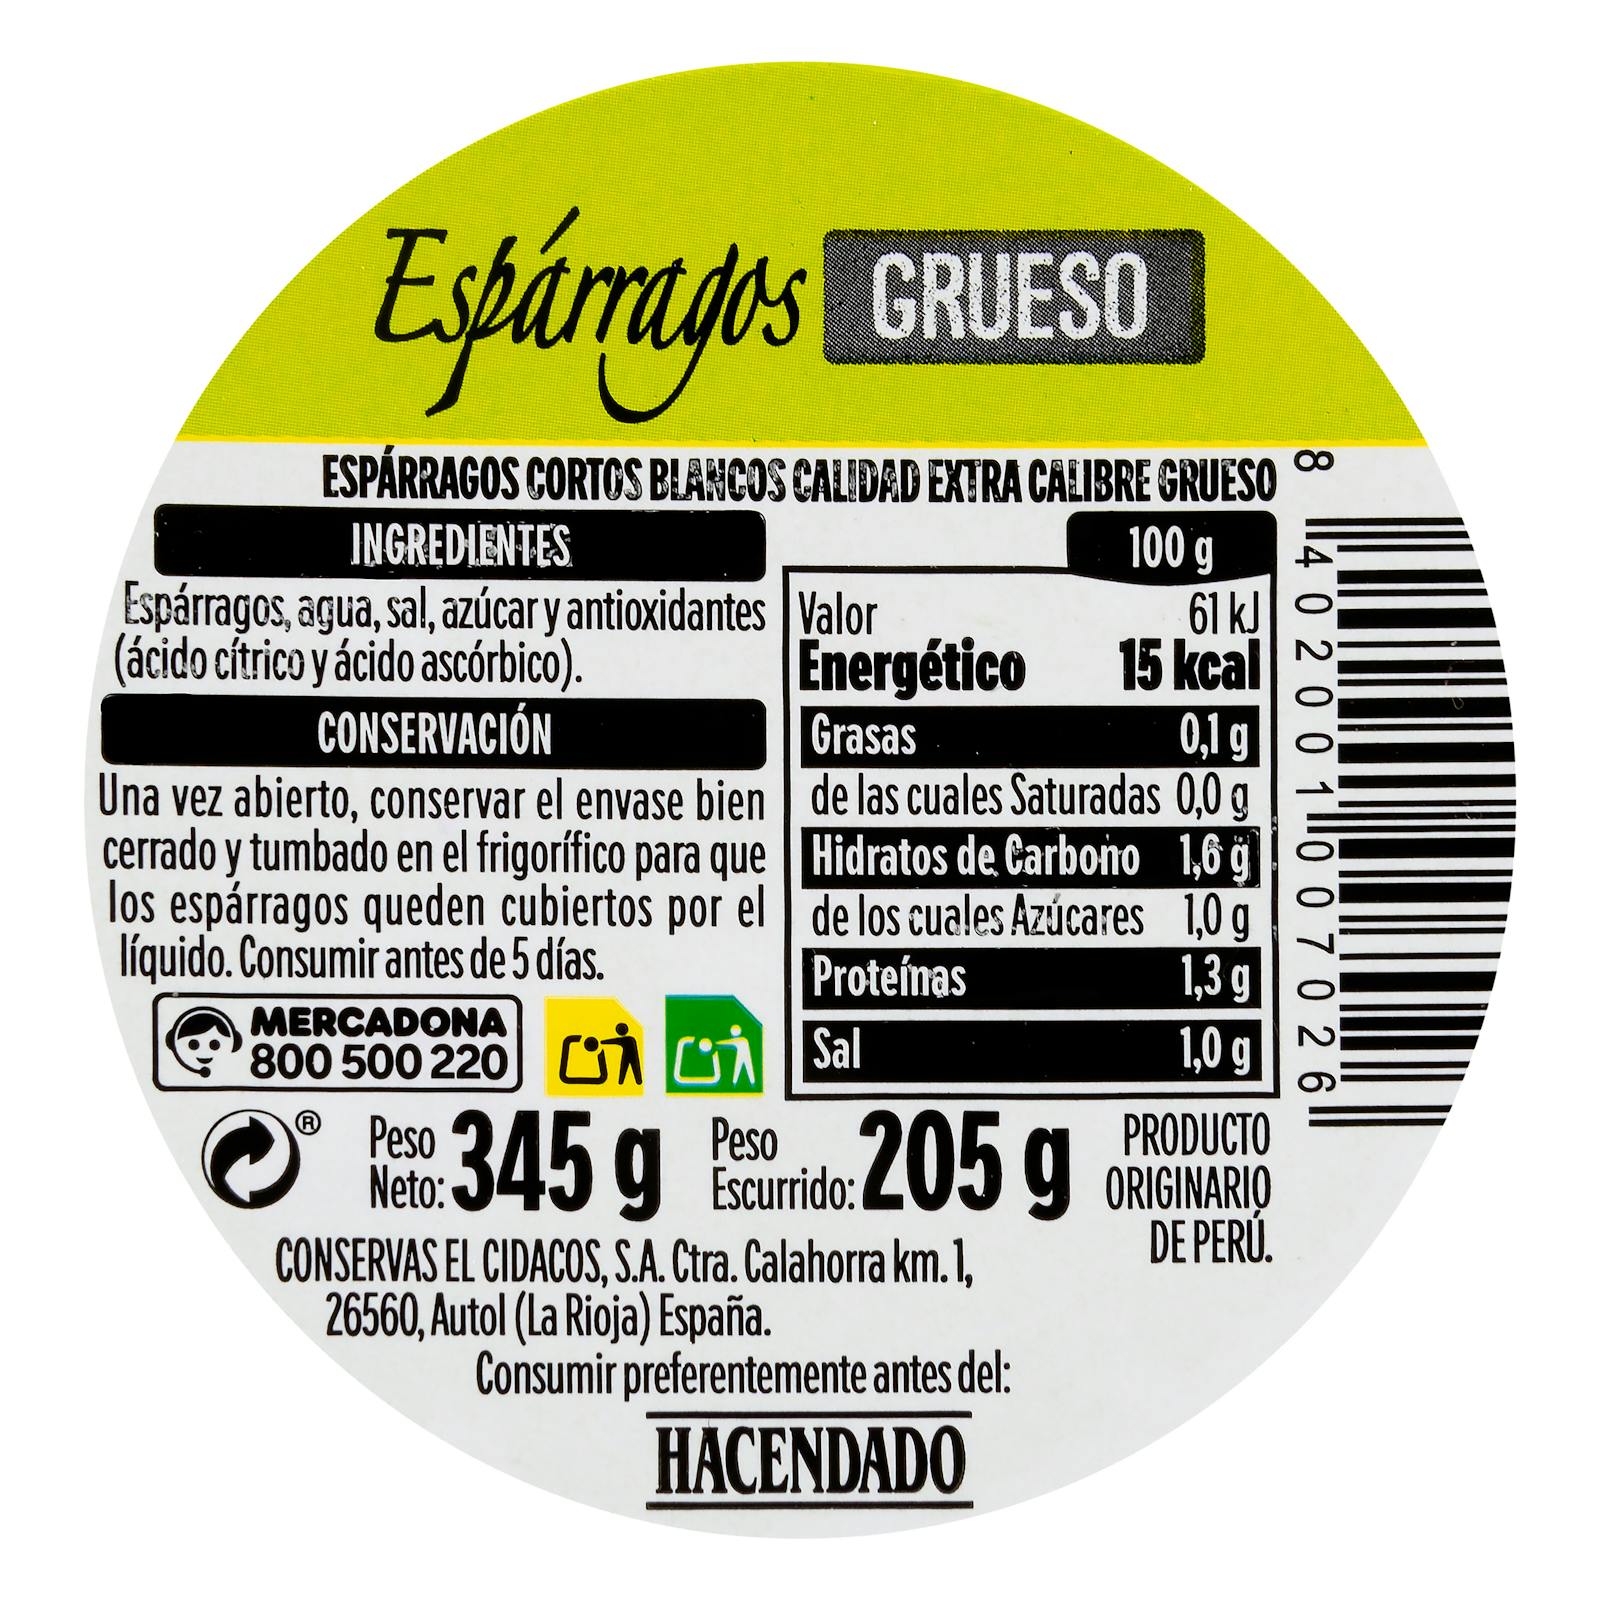 Espárragos GRUESO
ESPÁRRAGOS CORTOS BLANCOS CALIDAD EXTRA CALIBRE GRUESO
INGREDIENTES
Espárragos, agua, sal, azúcar y antioxidantes
(ácido cítrico y ácido ascórbico).
CONSERVACIÓN
Una vez abierto, conservar el envase bien
cerrado y tumbado en el frigorífico para que
los espárragos queden cubiertos por el
líquido. Consumir antes de 5 días.
MERCADONA
800 500 220
100 g
Valor 61 kJ
Energético 15 kcal
Grasas 0,1 g
de las cuales Saturadas 0,0 g
Hidratos de Carbono 1,6 g
de los cuales Azúcares 1,0 g
Proteínas 1,3 g
Sal 1,0 g
8 402001 007026
®
Peso
Neto: 345 g
Peso
Escurrido: 205 g
PRODUCTO
ORIGINARIO
DE PERÚ.
CONSERVAS EL CIDACOS, S.A. Ctra. Calahorra km. 1,
26560, Autol (La Rioja) España.
Consumir preferentemente antes del:
HACENDADO